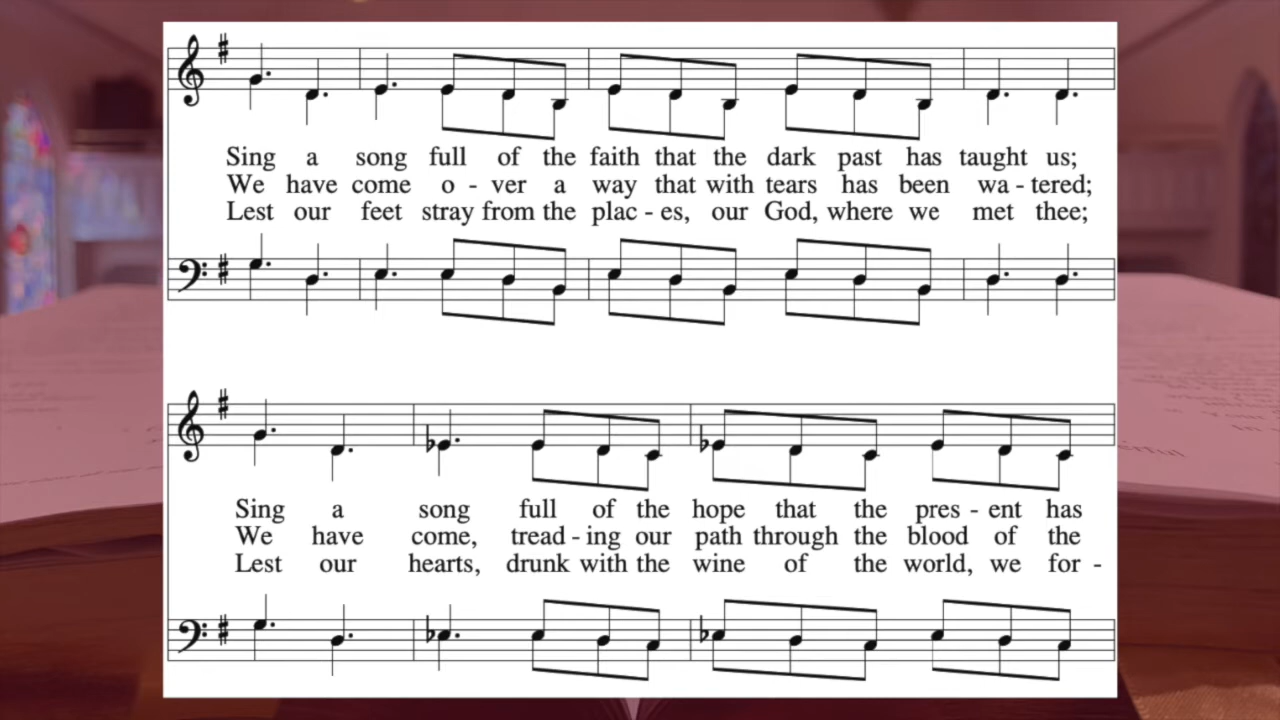 Sing a song full of the faith that the dark past has taught us;
We have come o - ver a way that with tears has been wa - tered;
Lest our feet stray from the plac - es, our God, where we met thee;
Sing a song full of the hope that the pres - ent has
We have come, tread - ing our path through the blood of the
Lest our hearts, drunk with the wine of the world, we for -